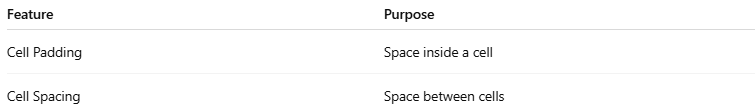 Feature Purpose
Cell Padding Space inside a cell
Cell Spacing Space between cells